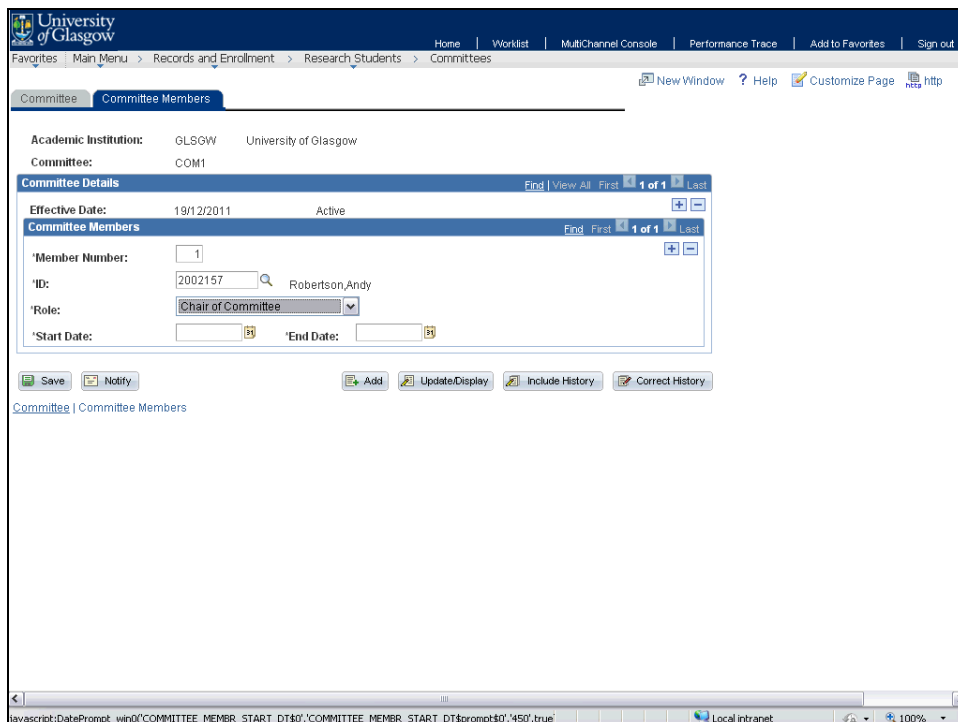 University
of Glasgow
Home | Worklist | MultiChannel Console | Performance Trace | Add to Favorites | Sign out
Favorites | Main Menu > Records and Enrollment > Research Students > Committees
New Window ? Help Customize Page http
Committee Committee Members
Academic Institution: GLSGW University of Glasgow
Committee: COM1
Committee Details Find | View All First 1 of 1 Last
Effective Date: 19/12/2011 Active
Committee Members Find First 1 of 1 Last
*Member Number: 1
*ID: 2002157 Robertson,Andy
*Role: Chair of Committee
*Start Date: *End Date:
Save Notify Add Update/Display Include History Correct History
Committee | Committee Members
javascript:DatePrompt_win0('COMMITTEE_MEMBR_START_DT$0','COMMITTEE_MEMBR_START_DT$prompt$0','450',true' Local intranet 100%